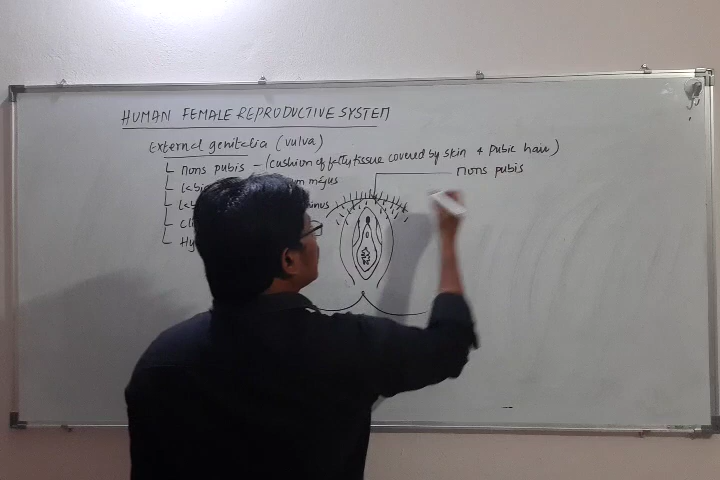 HUMAN FEMALE REPRODUCTIVE SYSTEM
External genitalia (vulva)
mons pubis - (cushion of fatty tissue covered by skin + pubic hair)
mons pubis
majus